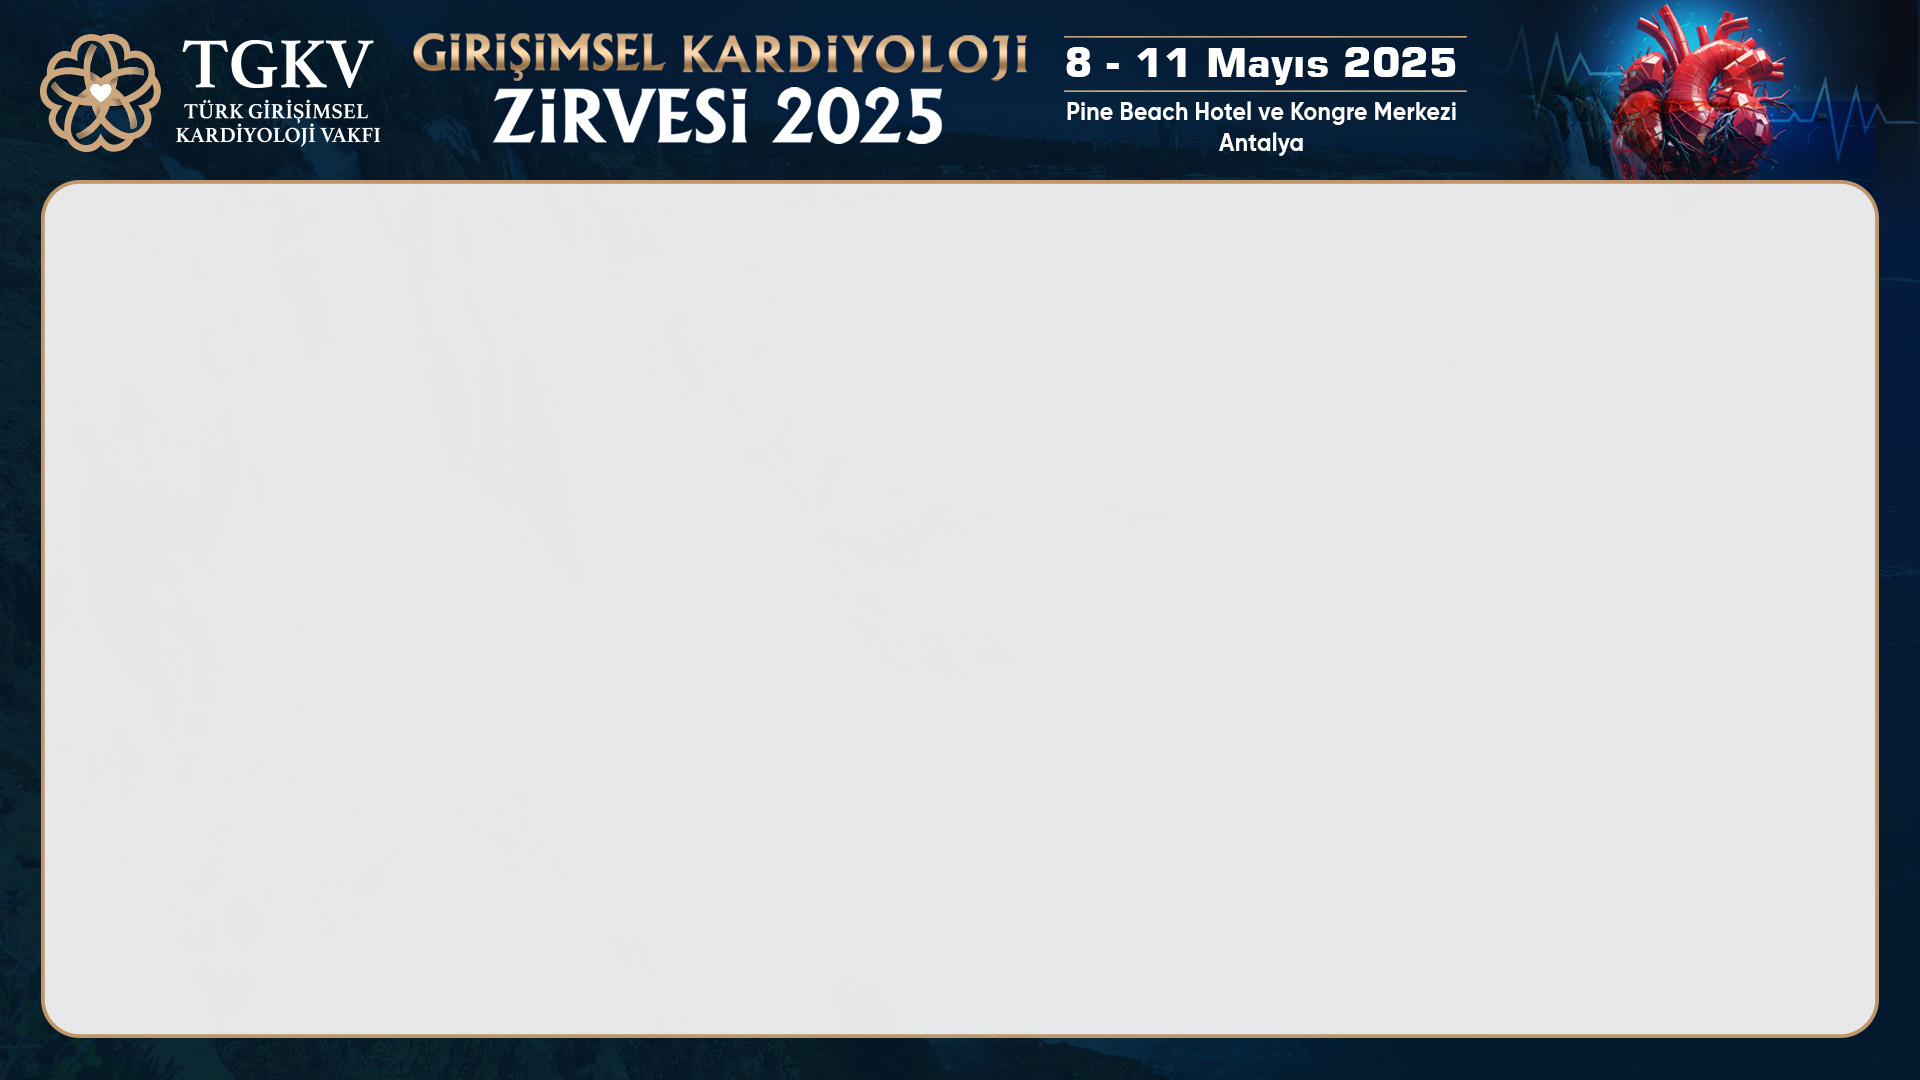 TGKV
TÜRK GİRİŞİMSEL
KARDİYOLOJİ VAKFI
GİRİŞİMSEL KARDİYOLOJİ
ZİRVESİ 2025
8 - 11 Mayıs 2025
Pine Beach Hotel ve Kongre Merkezi
Antalya